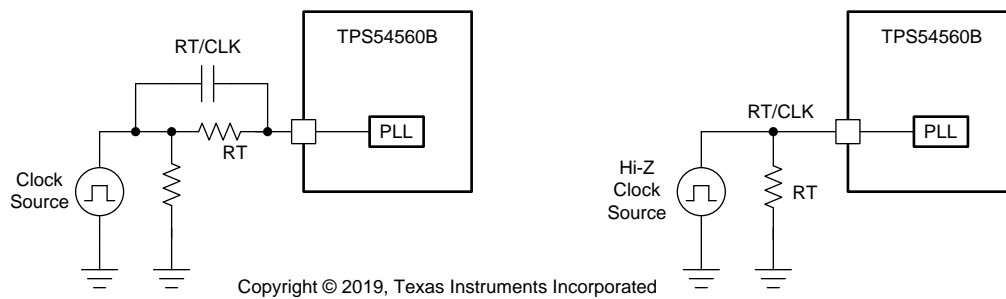 TPS54560B
RT/CLK
PLL
RT
Clock
Source
TPS54560B
RT/CLK
PLL
Hi-Z
Clock
Source
RT
Copyright © 2019, Texas Instruments Incorporated